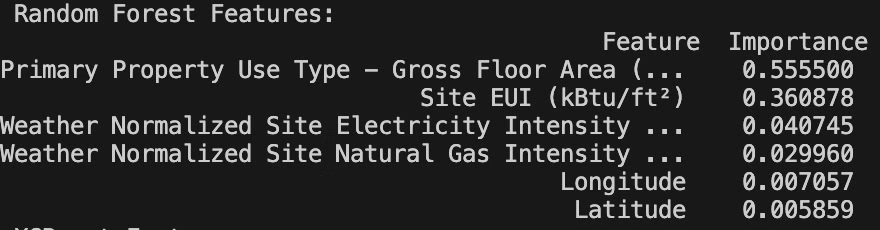 Random Forest Features:
Feature Importance
Primary Property Use Type – Gross Floor Area (... 0.555500
Site EUI (kBtu/ft²) 0.360878
Weather Normalized Site Electricity Intensity ... 0.040745
Weather Normalized Site Natural Gas Intensity ... 0.029960
Longitude 0.007057
Latitude 0.005859